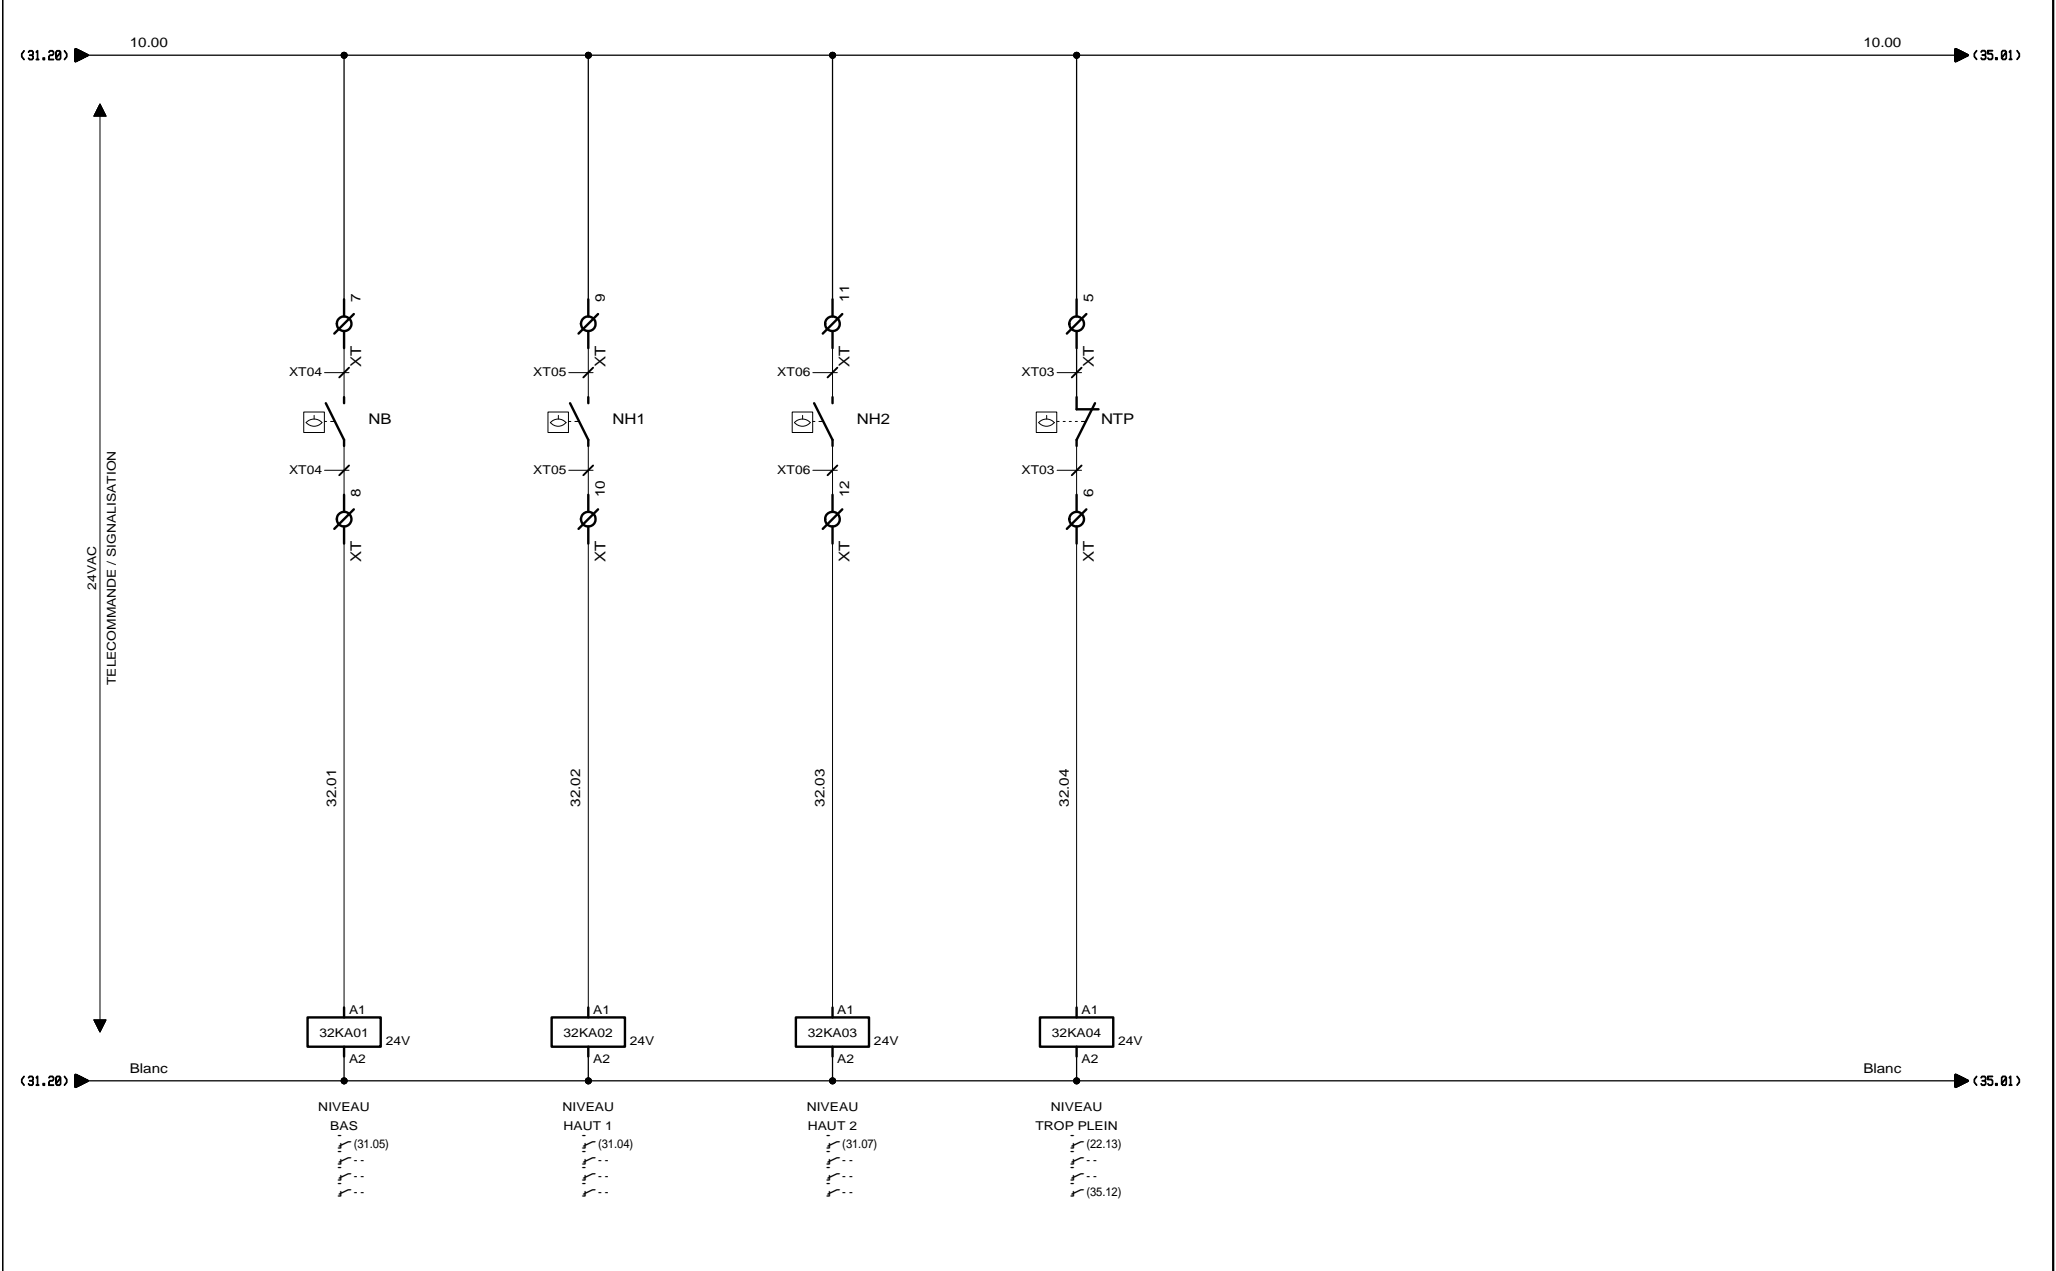 10.00 10.00
(31.20) (35.01)
7 9 11 5
XT XT XT XT
XT04 XT05 XT06 XT03
NB NH1 NH2 NTP
XT04 XT05 XT06 XT03
8 10 12 6
XT XT XT XT
24VAC
TELECOMMANDE / SIGNALISATION
32.01 32.02 32.03 32.04
A1 A1 A1 A1
32KA01 32KA02 32KA03 32KA04
24V 24V 24V 24V
A2 A2 A2 A2
Blanc Blanc
(31.20) (35.01)
NIVEAU NIVEAU NIVEAU NIVEAU
BAS HAUT 1 HAUT 2 TROP PLEIN
(31.05) (31.04) (31.07) (22.13)
-- -- -- --
-- -- -- --
-- -- -- (35.12)